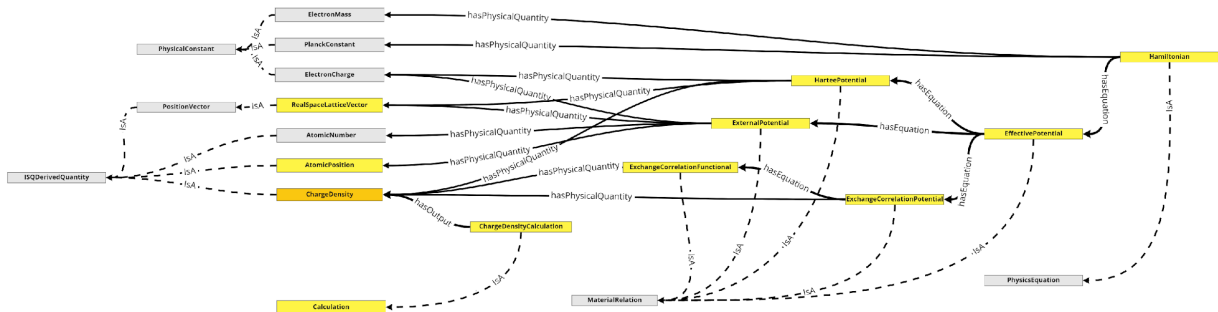 ElectronMass
hasPhysicalQuantity
IsA
PhysicalConstant
IsA
PlanckConstant
hasPhysicalQuantity
Hamiltonian
IsA
ElectronCharge
hasPhysicalQuantity
HarteePotential
hasEquation
hasPhysicalQuantity
hasPhysicalQuantity
PositionVector
IsA
RealSpaceLatticeVector
hasPhysicalQuantity
hasEquation
IsA
IsA
ExternalPotential
hasEquation
EffectivePotential
IsA
AtomicNumber
hasPhysicalQuantity
hasPhysicalQuantity
ISQDerivedQuantity
IsA
AtomicPosition
hasPhysicalQuantity
hasPhysicalQuantity
ExchangeCorrelationFunctional
hasEquation
hasEquation
IsA
ChargeDensity
hasPhysicalQuantity
ExchangeCorrelationPotential
hasOutput
ChargeDensityCalculation
IsA
IsA
IsA
IsA
PhysicsEquation
IsA
IsA
Calculation
MaterialRelation